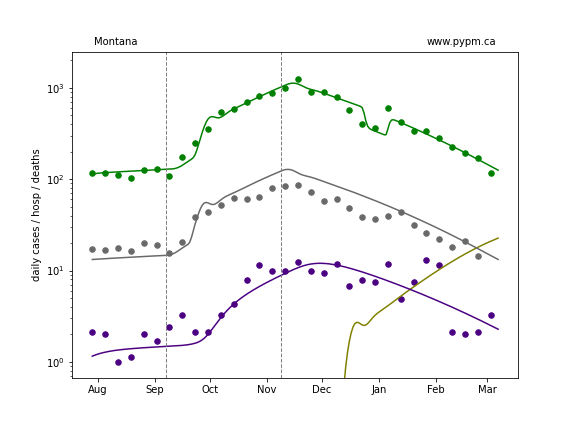 Montana www.pypm.ca
daily cases / hosp / deaths
10³
10²
10¹
10⁰
Aug Sep Oct Nov Dec Jan Feb Mar